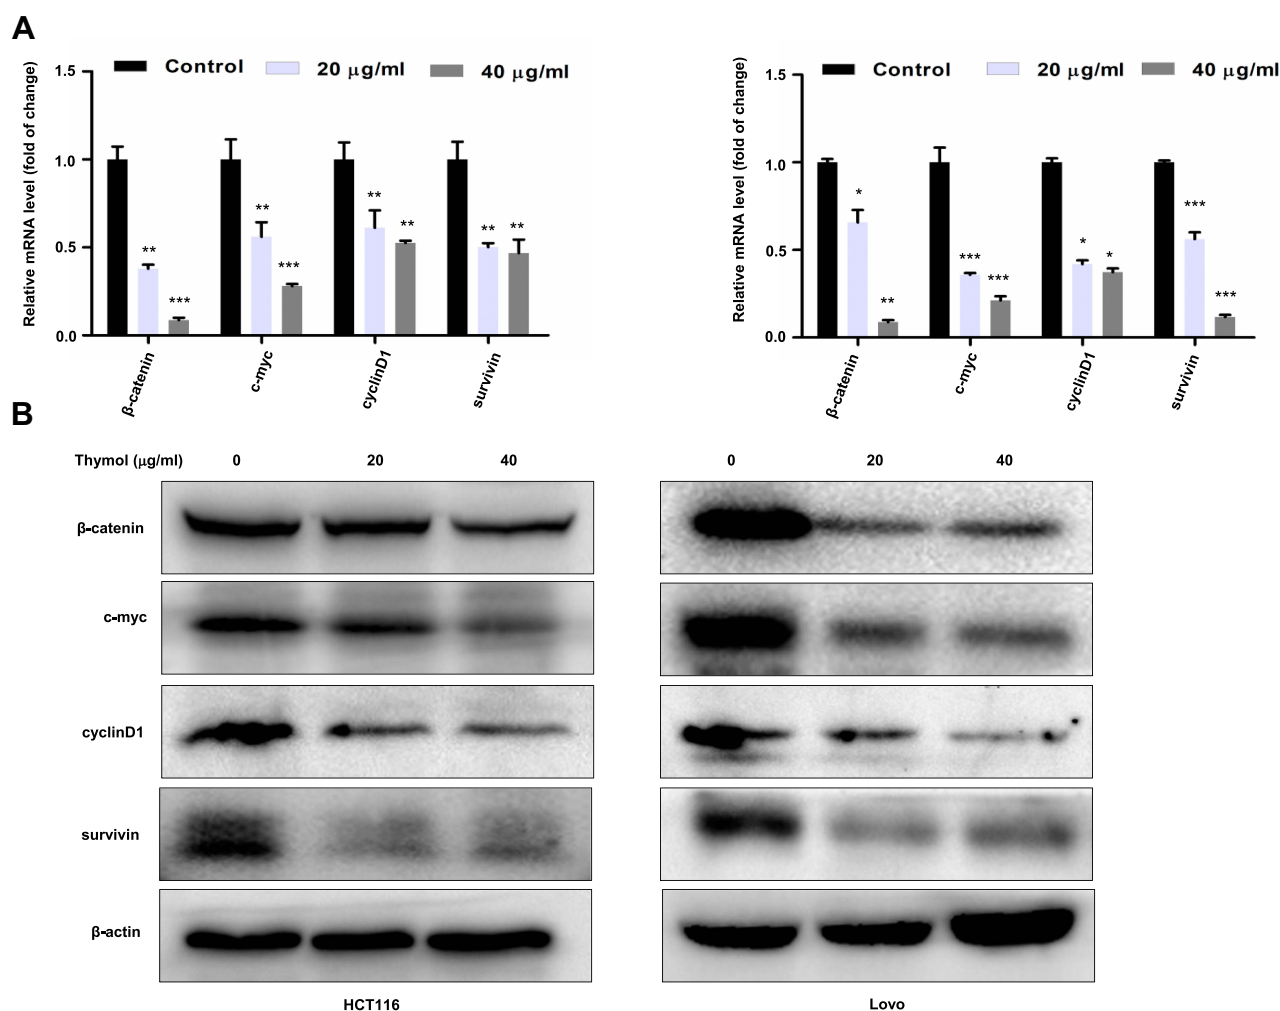 A
Relative mRNA level (fold of change)
1.5
1.0
0.5
0.0
Control
20 μg/ml
40 μg/ml
**
***
**
***
**
**
**
**
β-catenin
c-myc
cyclinD1
survivin
Relative mRNA level (fold of change)
1.5
1.0
0.5
0.0
Control
20 μg/ml
40 μg/ml
*
**
***
***
*
*
***
***
β-catenin
c-myc
cyclinD1
survivin
B
Thymol (μg/ml) 0 20 40 0 20 40
β-catenin
c-myc
cyclinD1
survivin
β-actin
HCT116 Lovo